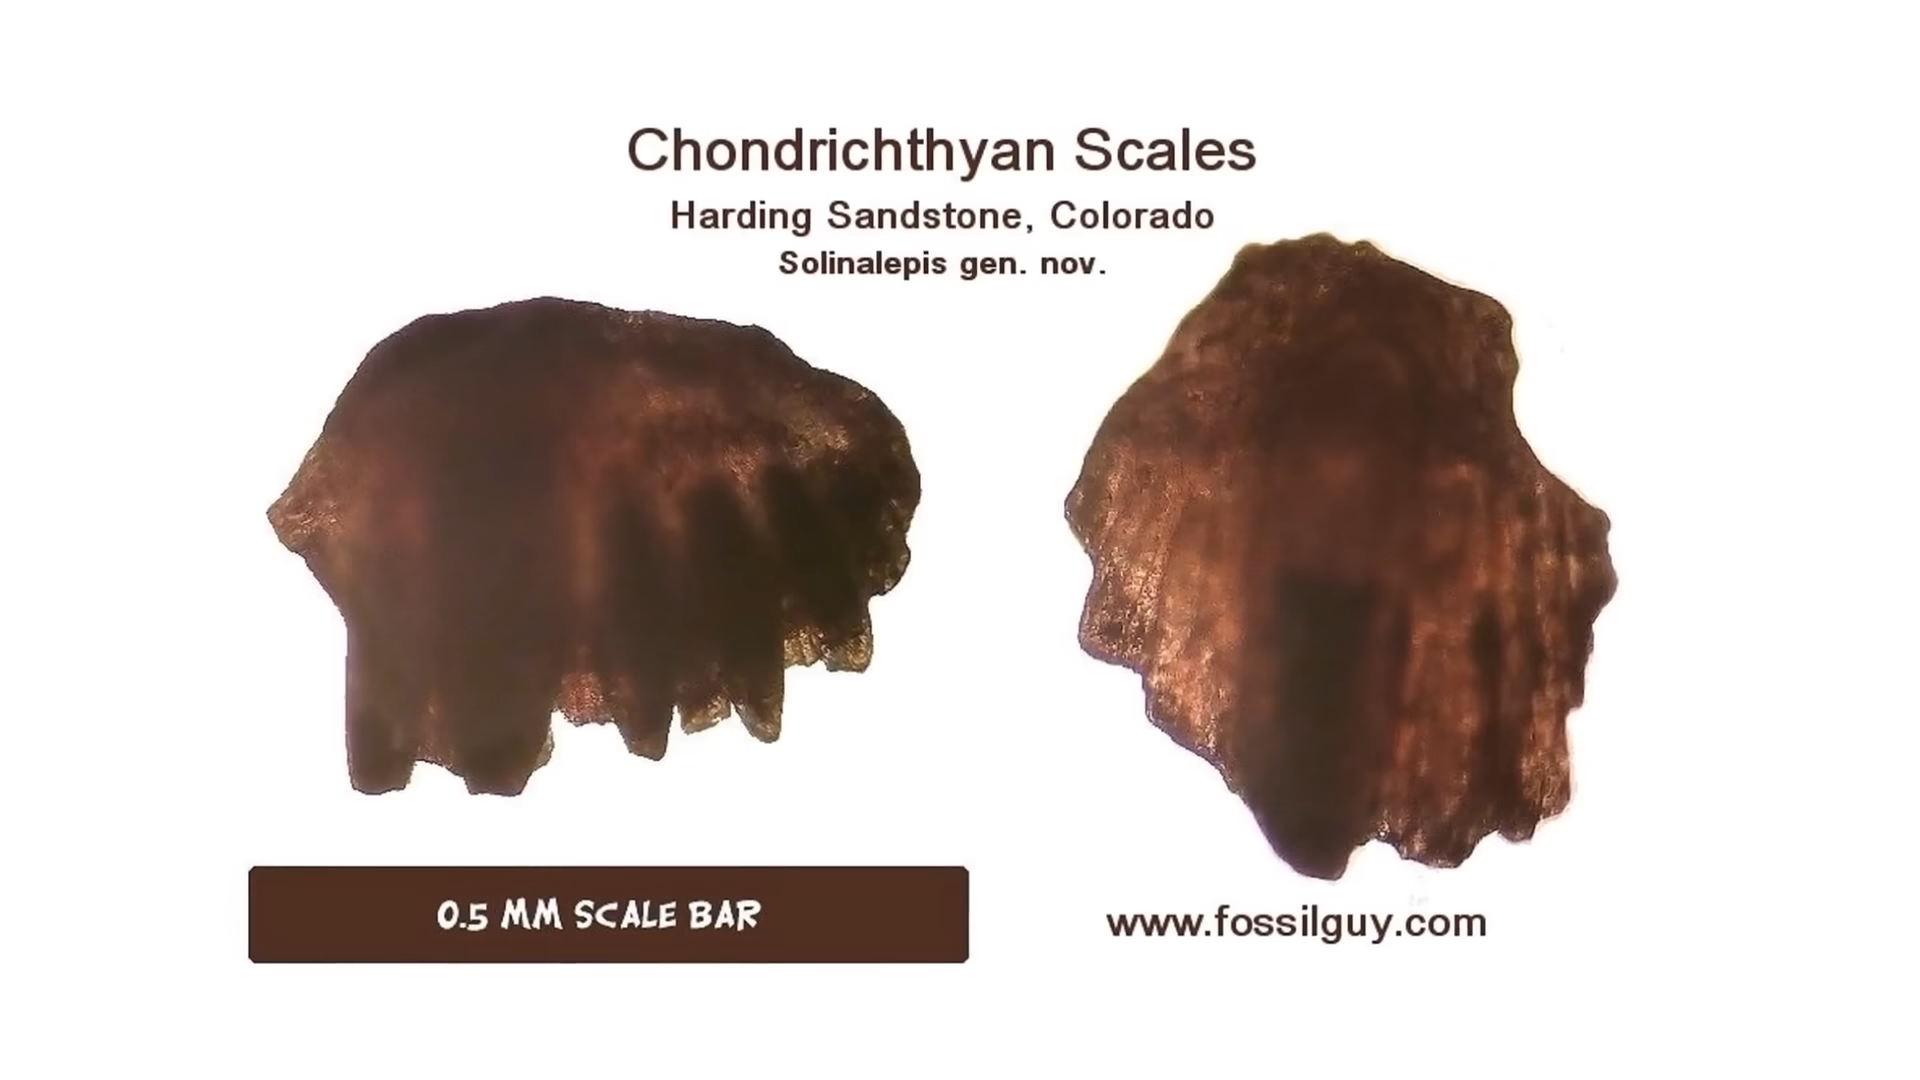 Chondrichthyan Scales
Harding Sandstone, Colorado
Solinalepis gen. nov.
0.5 MM SCALE BAR
www.fossilguy.com